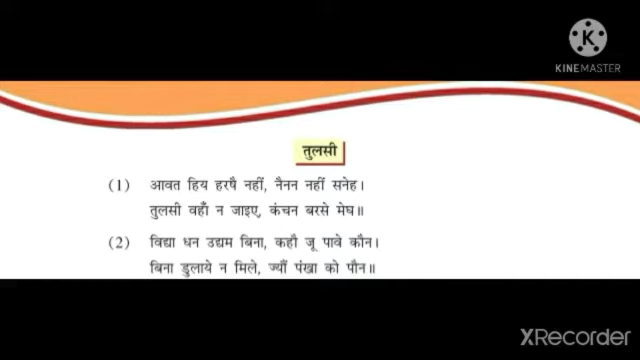 KINEMASTER
तुलसी
(1) आवत हिय हरषै नहीं, नैनन नहीं सनेह।
तुलसी वहाँ न जाइए, कंचन बरसे मेघ॥
(2) विद्या धन उद्यम बिना, कहौ जू पावे कौन।
बिना डुलाये न मिले, ज्यौं पंखा को पौन॥
XRecorder